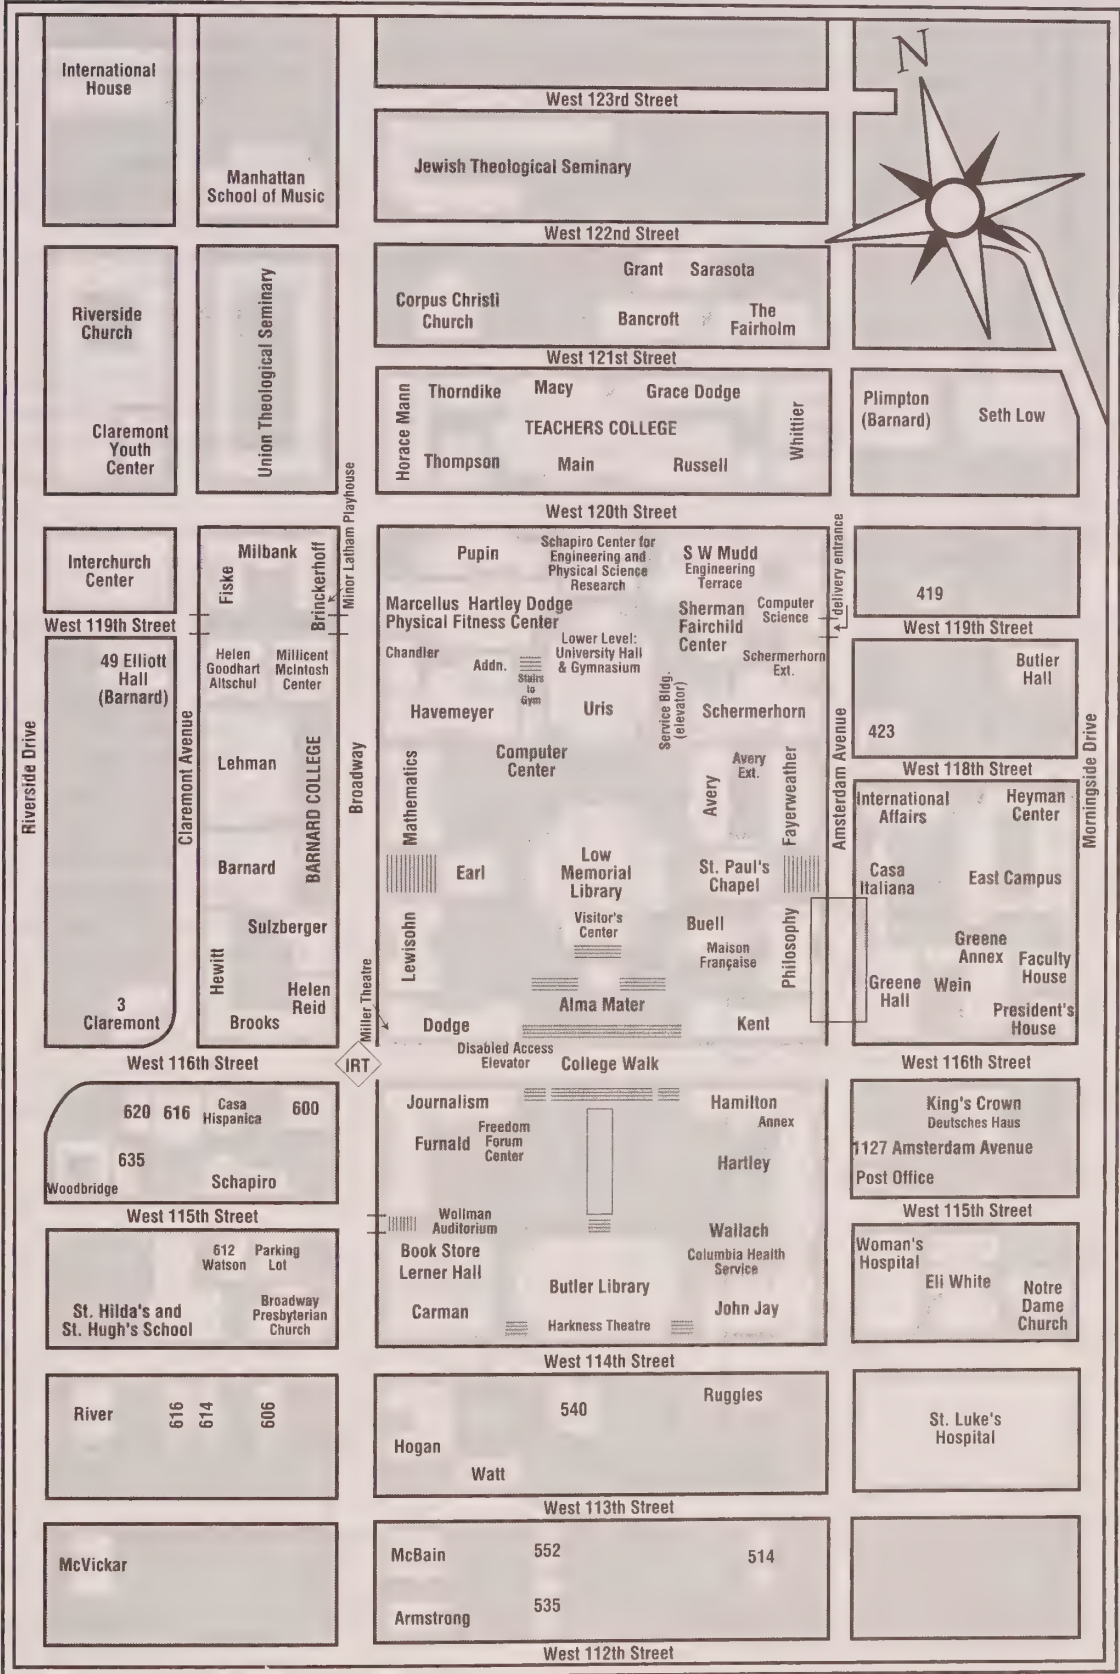 N
International
House
West 123rd Street
Manhattan
School of Music
Jewish Theological Seminary
West 122nd Street
Riverside
Church
Claremont
Youth
Center
Union Theological Seminary
Corpus Christi
Church
Grant
Sarasota
Bancroft
The
Fairholm
West 121st Street
Horace Mann
Thorndike
Macy
Grace Dodge
TEACHERS COLLEGE
Thompson
Main
Russell
Whittier
Plimpton
(Barnard)
Seth Low
West 120th Street
Interchurch
Center
West 119th Street
Milbank
Fiske
Brinckerhoff
Minor Latham Playhouse
Pupin
Schapiro Center for
Engineering and
Physical Science
Research
S W Mudd
Engineering
Terrace
Marcellus Hartley Dodge
Physical Fitness Center
Sherman
Fairchild
Center
Computer
Science
delivery entrance
419
West 119th Street
49 Elliott
Hall
(Barnard)
Helen
Goodhart
Altschul
Millicent
McIntosh
Center
Chandler
Addn.
Stairs
to
Gym
Lower Level:
University Hall
& Gymnasium
Schermerhorn
Ext.
Butler
Hall
Havemeyer
Uris
Service Bldg.
(elevator)
Schermerhorn
423
West 118th Street
Riverside Drive
Claremont Avenue
Lehman
BARNARD COLLEGE
Broadway
Mathematics
Computer
Center
Avery
Avery
Ext.
Fayerweather
Amsterdam Avenue
Morningside Drive
International
Affairs
Heyman
Center
Barnard
Earl
Low
Memorial
Library
St. Paul's
Chapel
Casa
Italiana
East Campus
Sulzberger
Hewitt
Helen
Reid
Brooks
Lewisohn
Visitor's
Center
Buell
Maison
Française
Philosophy
Greene
Annex
Faculty
House
Greene
Hall
Wein
President's
House
3
Claremont
Miller Theatre
Dodge
Alma Mater
Kent
West 116th Street
IRT
Disabled Access
Elevator
College Walk
West 116th Street
620
616
Casa
Hispanica
600
635
Woodbridge
Schapiro
West 115th Street
Journalism
Furnald
Freedom
Forum
Center
Hamilton
Annex
Hartley
King's Crown
Deutsches Haus
1127 Amsterdam Avenue
Post Office
West 115th Street
612
Watson
Parking
Lot
St. Hilda's and
St. Hugh's School
Broadway
Presbyterian
Church
Wollman
Auditorium
Book Store
Lerner Hall
Carman
Butler Library
Harkness Theatre
Wallach
Columbia Health
Service
John Jay
Woman's
Hospital
Eli White
Notre
Dame
Church
West 114th Street
River
616
614
606
Hogan
Watt
540
Ruggles
St. Luke's
Hospital
West 113th Street
McVickar
McBain
552
514
Armstrong
535
West 112th Street